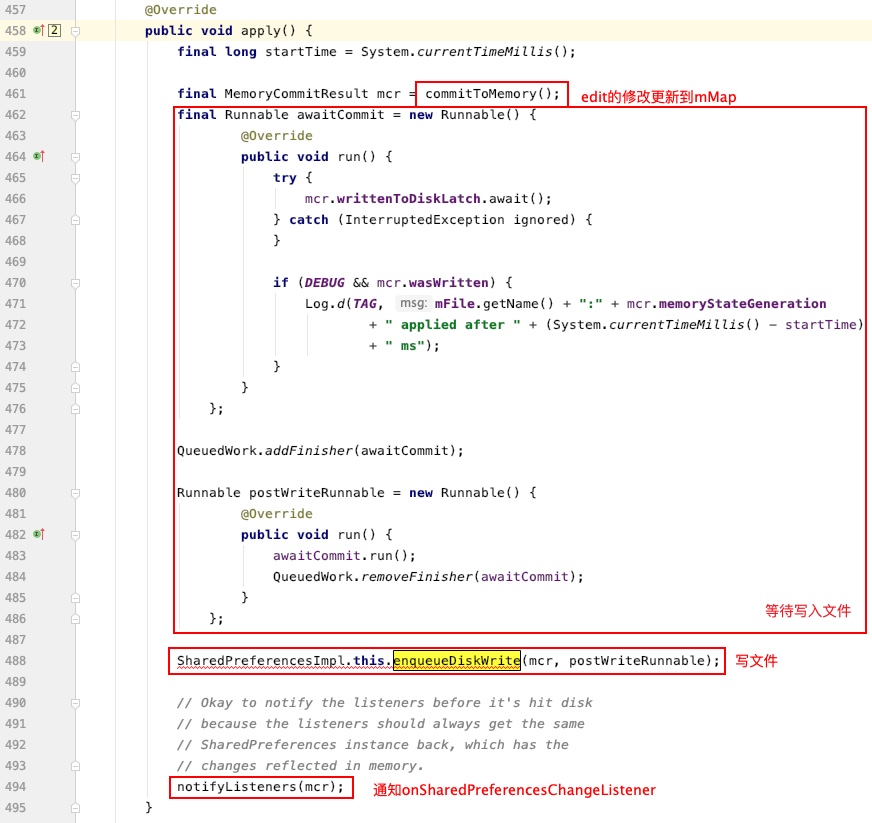 457 @Override
458 2 public void apply() {
459 final long startTime = System.currentTimeMillis();
460
461 final MemoryCommitResult mcr = commitToMemory(); edit的修改更新到mMap
462 final Runnable awaitCommit = new Runnable() {
463 @Override
464 public void run() {
465 try {
466 mcr.writtenToDiskLatch.await();
467 } catch (InterruptedException ignored) {
468 }
469
470 if (DEBUG && mcr.wasWritten) {
471 Log.d(TAG, msg: mFile.getName() + ":" + mcr.memoryStateGeneration
472 + " applied after " + (System.currentTimeMillis() - startTime)
473 + " ms");
474 }
475 }
476 };
477
478 QueuedWork.addFinisher(awaitCommit);
479
480 Runnable postWriteRunnable = new Runnable() {
481 @Override
482 public void run() {
483 awaitCommit.run();
484 QueuedWork.removeFinisher(awaitCommit);
485 }
等待写入文件
486 };
487
488 SharedPreferencesImpl.this.enqueueDiskWrite(mcr, postWriteRunnable); 写文件
489
490 // Okay to notify the listeners before it's hit disk
491 // because the listeners should always get the same
492 // SharedPreferences instance back, which has the
493 // changes reflected in memory.
494 notifyListeners(mcr); 通知onSharedPreferencesChangeListener
495 }